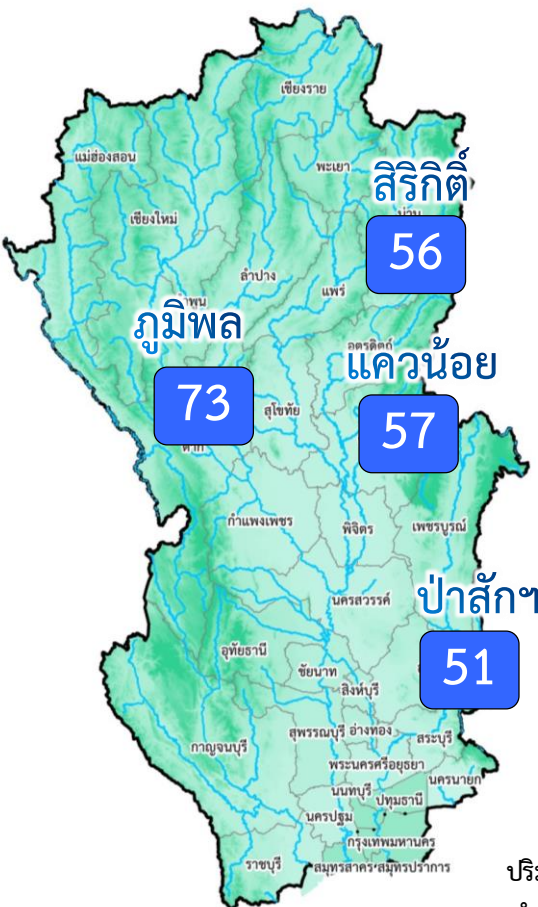 เชียงราย
แม่ฮ่องสอน
พะเยา
สิริกิติ์
น่าน
เชียงใหม่
56
ลำปาง
แพร่
ลำพูน
ภูมิพล
อุตรดิตถ์
แควน้อย
73
สุโขทัย
57
ตาก
กำแพงเพชร
พิจิตร
เพชรบูรณ์
นครสวรรค์
ป่าสักฯ
อุทัยธานี
51
ชัยนาท
สิงห์บุรี
สุพรรณบุรี อ่างทอง
สระบุรี
กาญจนบุรี
พระนครศรีอยุธยา
นครนายก
นนทบุรี
ปทุมธานี
นครปฐม
กรุงเทพมหานคร
ราชบุรี
สมุทรสาคร สมุทรปราการ